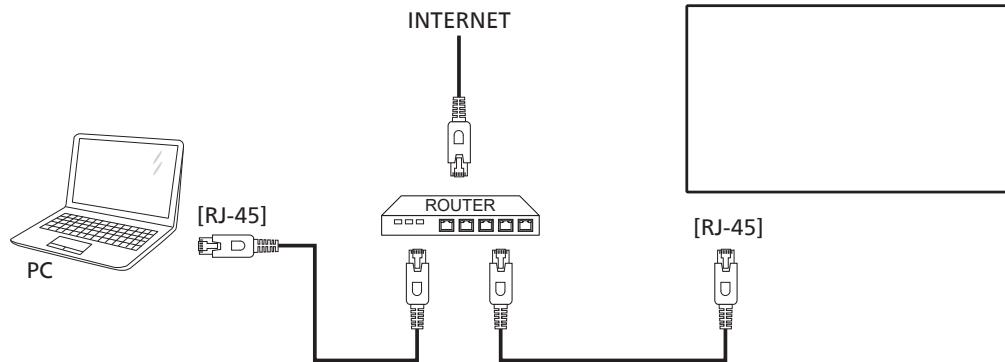 INTERNET
ROUTER
[RJ-45]
[RJ-45]
PC